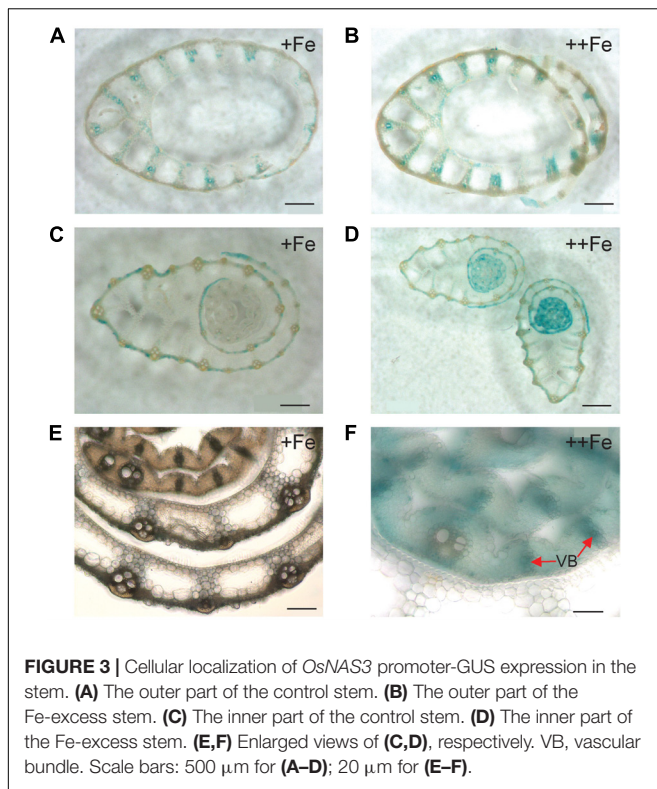 A +Fe
B ++Fe
C +Fe
D ++Fe
E +Fe
F ++Fe
VB
FIGURE 3 | Cellular localization of OsNAS3 promoter-GUS expression in the
stem. (A) The outer part of the control stem. (B) The outer part of the
Fe-excess stem. (C) The inner part of the control stem. (D) The inner part of
the Fe-excess stem. (E,F) Enlarged views of (C,D), respectively. VB, vascular
bundle. Scale bars: 500 μm for (A–D); 20 μm for (E–F).